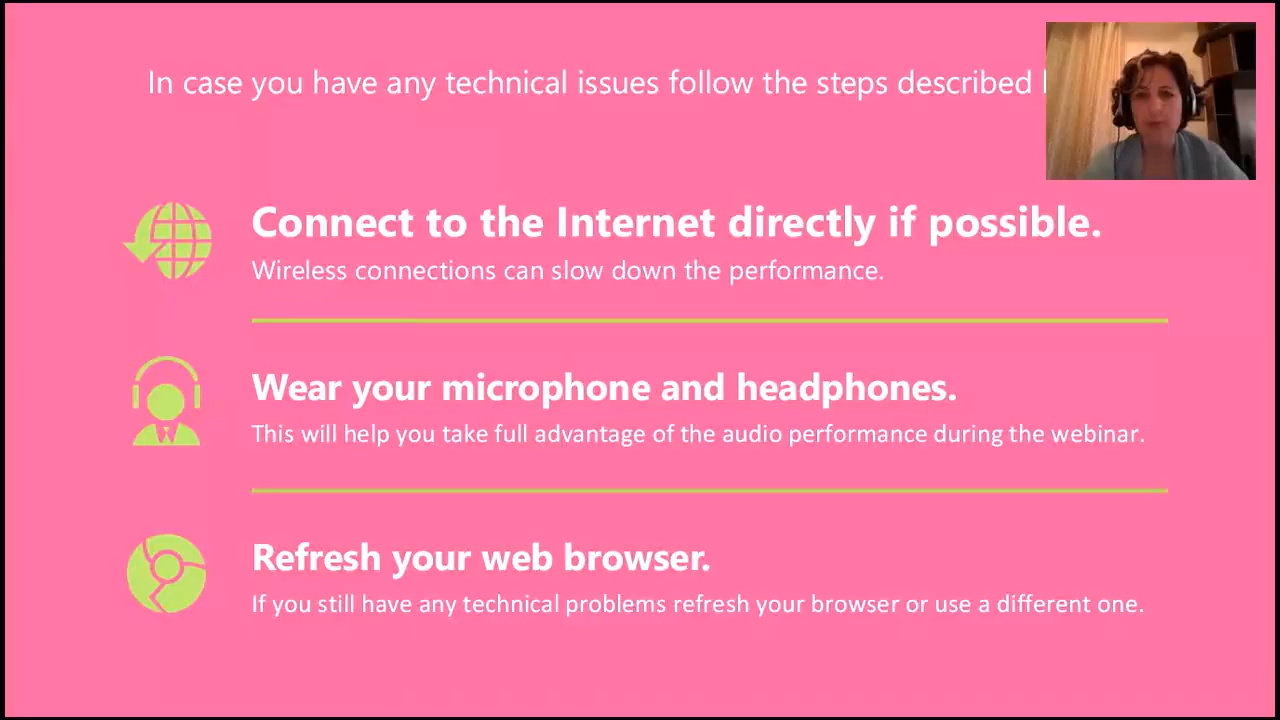 In case you have any technical issues follow the steps described
Connect to the Internet directly if possible.
Wireless connections can slow down the performance.
Wear your microphone and headphones.
This will help you take full advantage of the audio performance during the webinar.
Refresh your web browser.
If you still have any technical problems refresh your browser or use a different one.